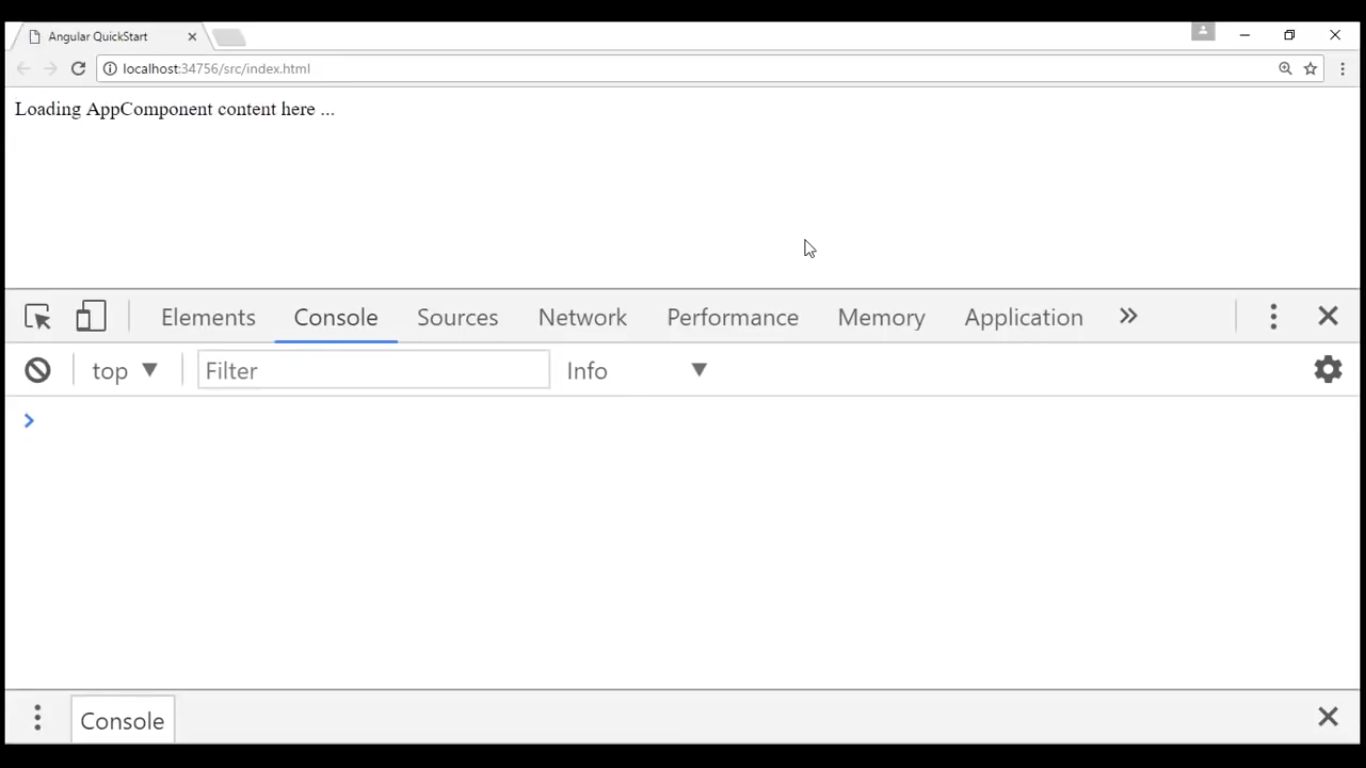 Angular QuickStart
localhost:34756/src/index.html
Loading AppComponent content here ...
Elements Console Sources Network Performance Memory Application
top Filter Info
Console